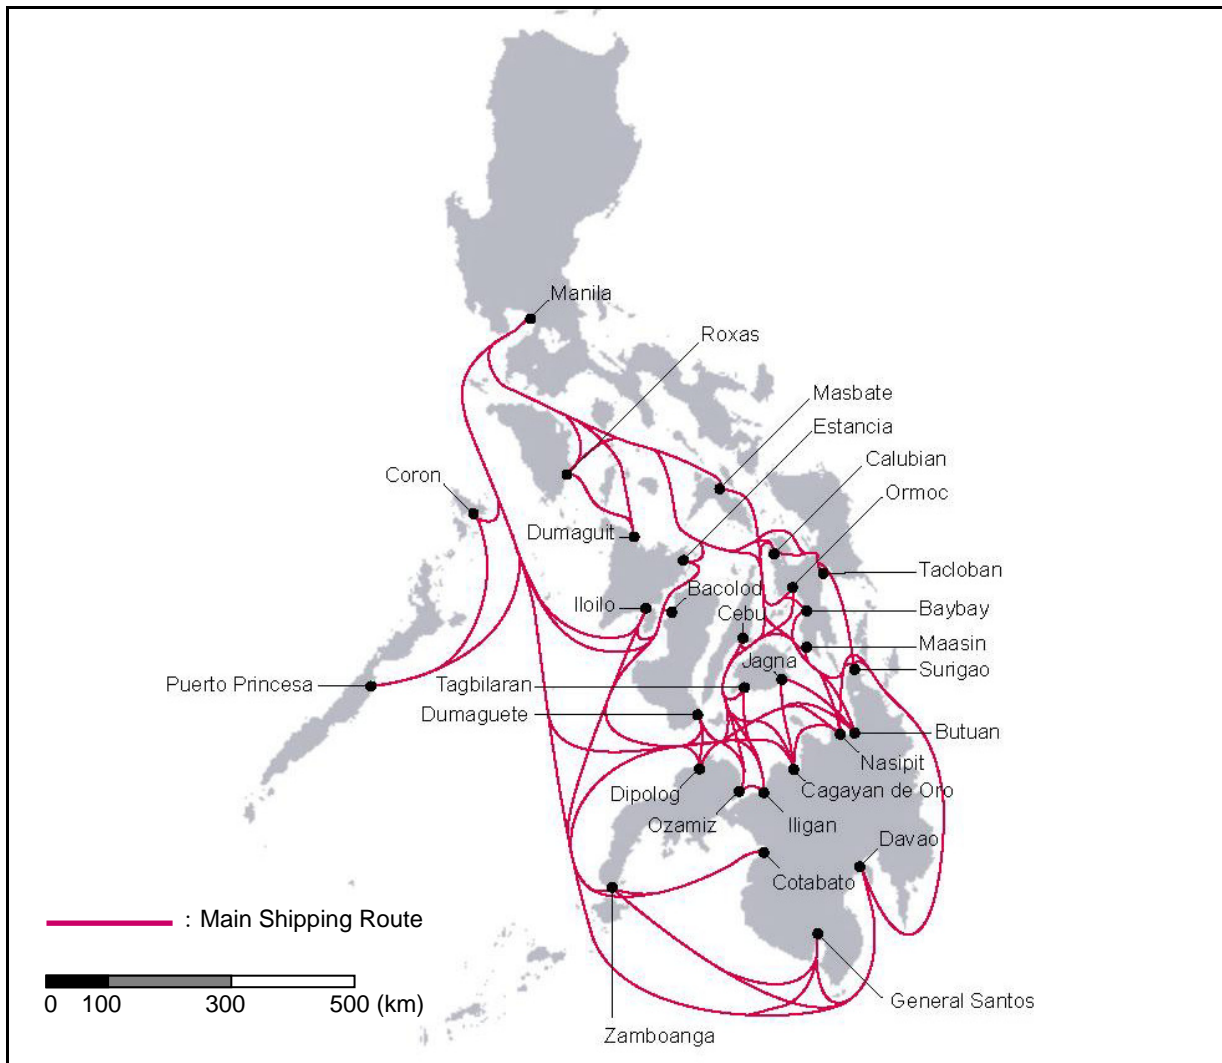 Manila
Roxas
Masbate
Estancia
Calubian
Coron
Ormoc
Dumaguit
Tacloban
Bacolod
Iloilo
Cebu
Baybay
Maasin
Jagna
Surigao
Puerto Princesa
Tagbilaran
Dumaguete
Butuan
Nasipit
Dipolog
Cagayan de Oro
Ozamiz
Iligan
Davao
Cotabato
: Main Shipping Route
0 100 300 500 (km)
General Santos
Zamboanga